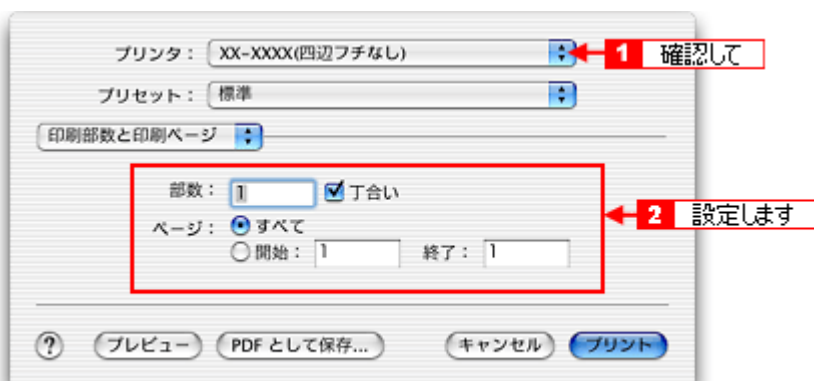 プリンタ： XX-XXXX(四辺フチなし) 1 確認して
プリセット： 標準
印刷部数と印刷ページ
部数： 1 丁合い
ページ： すべて 2 設定します
開始： 1 終了： 1
? プレビュー PDF として保存... キャンセル プリント